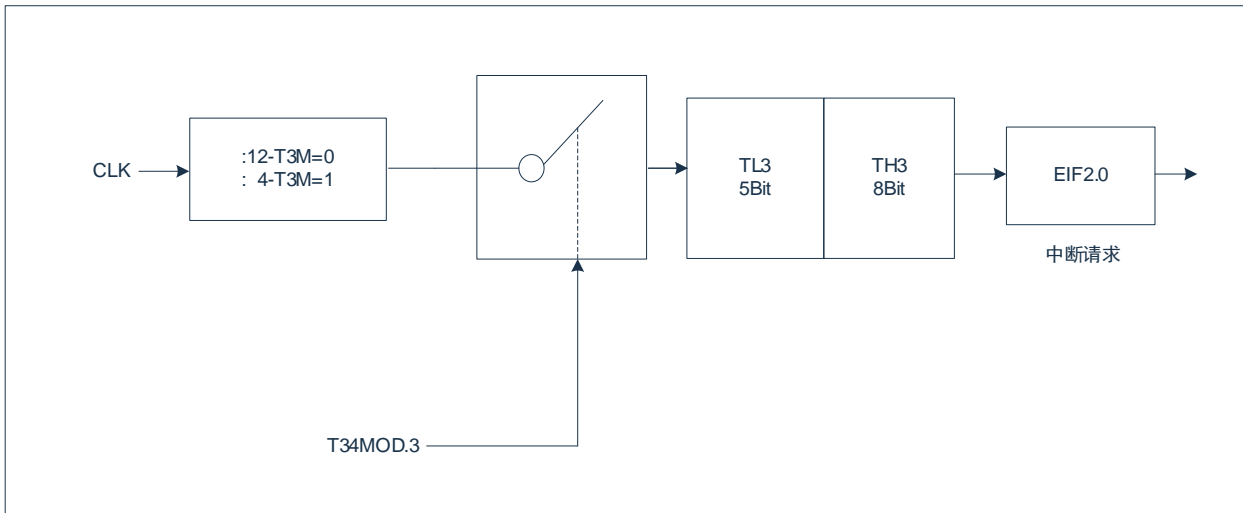 CLK
:12-T3M=0
: 4-T3M=1
TL3
5Bit
TH3
8Bit
EIF2.0
中断请求
T34MOD.3